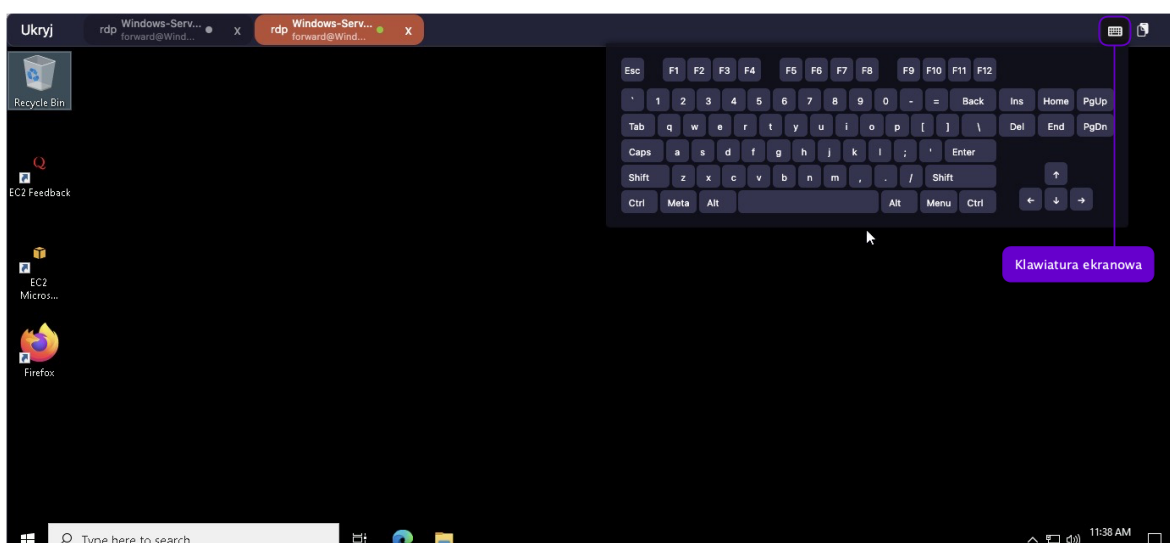 Ukryj
rdp Windows-Serv... x
forward@Wind...
rdp Windows-Serv... x
forward@Wind...
Recycle Bin
EC2 Feedback
EC2
Micros...
Firefox
Esc F1 F2 F3 F4 F5 F6 F7 F8 F9 F10 F11 F12
` 1 2 3 4 5 6 7 8 9 0 - = Back Ins Home PgUp
Tab q w e r t y u i o p [ ] \ Del End PgDn
Caps a s d f g h j k l ; ' Enter
Shift z x c v b n m , . / Shift ↑
Ctrl Meta Alt Alt Menu Ctrl ← ↓ →
Klawiatura ekranowa
Type here to search
11:38 AM